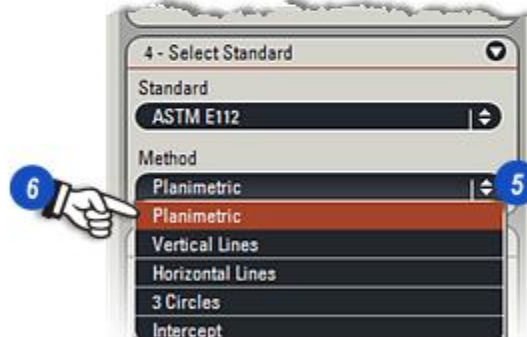 4 - Select Standard
Standard
ASTM E112
Method
Planimetric
5
6
Planimetric
Vertical Lines
Horizontal Lines
3 Circles
Intercept